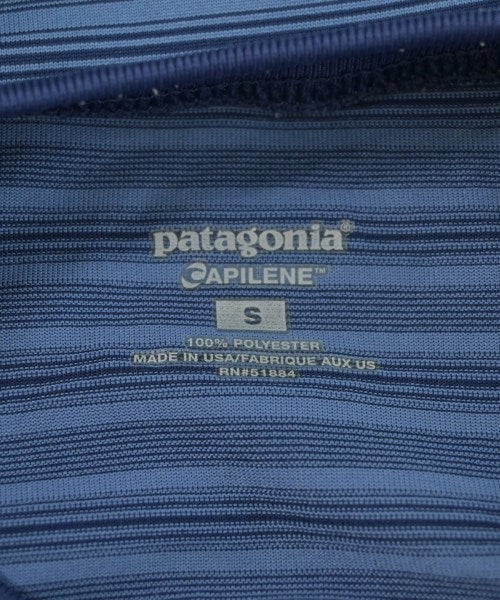 patagonia®
CAPILENE™
S
100% POLYESTER
MADE IN USA/FABRIQUE AUX US
RN#51884